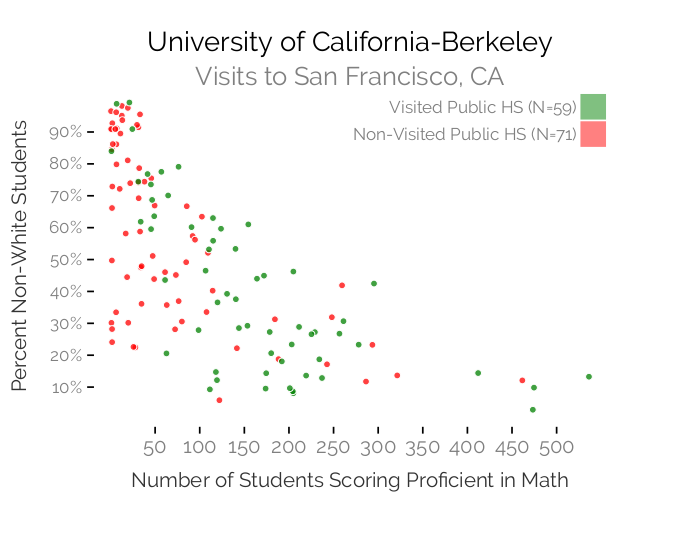 University of California-Berkeley
Visits to San Francisco, CA
Visited Public HS (N=59)
Non-Visited Public HS (N=71)
Percent Non-White Students
90%
80%
70%
60%
50%
40%
30%
20%
10%
50 100 150 200 250 300 350 400 450 500
Number of Students Scoring Proficient in Math